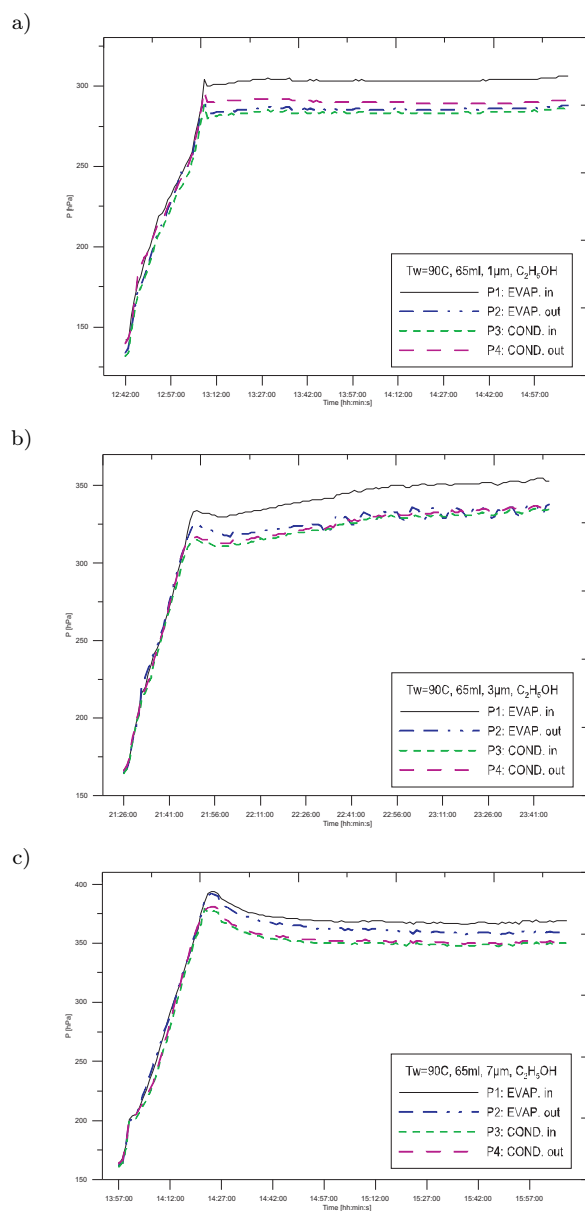 a)
300
250
200
150
P [hPa]
Tw=90C, 65ml, 1µm, C₂H₅OH
P1: EVAP. in
P2: EVAP. out
P3: COND. in
P4: COND. out
12:42:00 12:57:00 13:12:00 13:27:00 13:42:00 14:12:00 14:27:00 14:42:00 14:57:00
Time [hh:min:s]
b)
350
300
250
200
150
P [hPa]
Tw=90C, 65ml, 3µm, C₂H₅OH
P1: EVAP. in
P2: EVAP. out
P3: COND. in
P4: COND. out
21:26:00 21:41:00 21:56:00 22:11:00 22:26:00 22:41:00 22:56:00 23:11:00 23:26:00 23:41:00
Time [hh:min:s]
c)
400
350
300
250
200
150
P [hPa]
Tw=90C, 65ml, 7µm, C₂H₅OH
P1: EVAP. in
P2: EVAP. out
P3: COND. in
P4: COND. out
13:57:00 14:12:00 14:27:00 14:42:00 14:57:00 15:12:00 15:27:00 15:42:00 15:57:00
Time [hh:min:s]